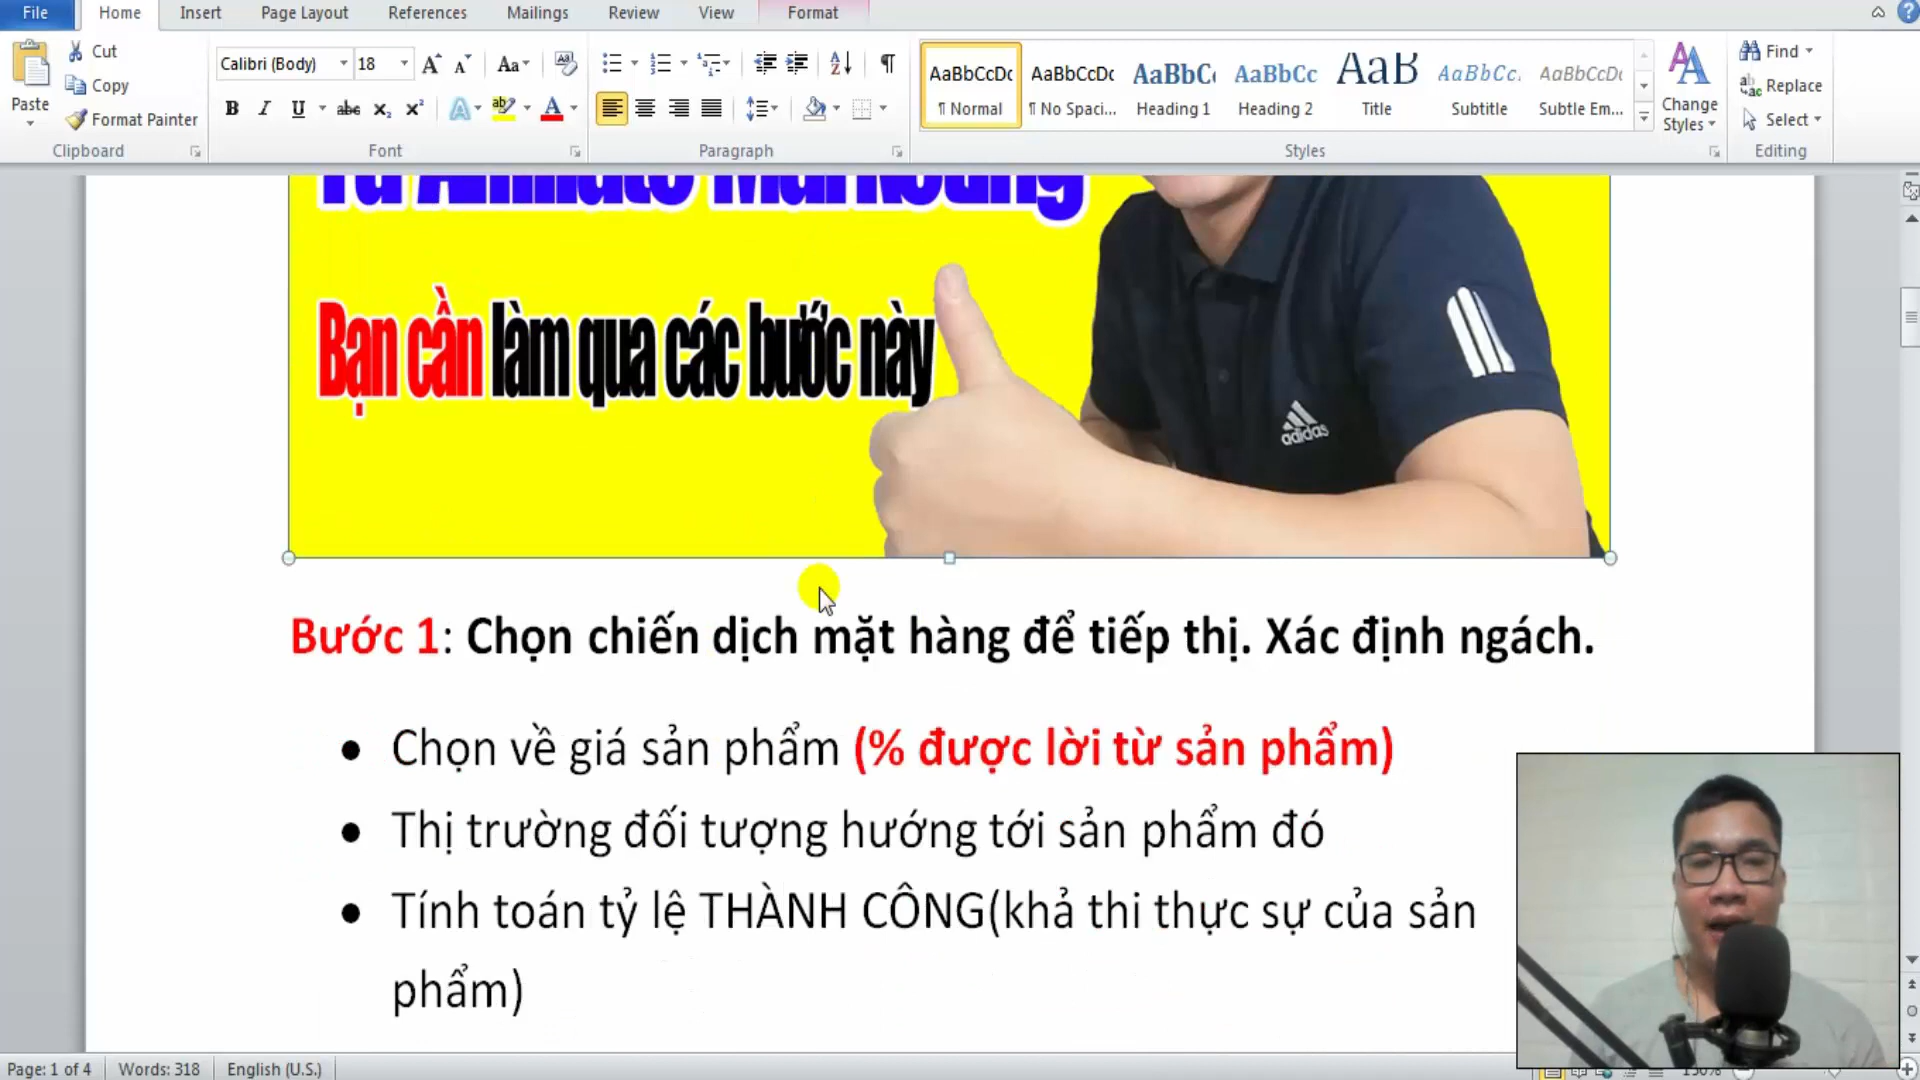 File Home Insert Page Layout References Mailings Review View Format
Paste
Cut
Copy
Format Painter
Clipboard
Calibri (Body) 18
Font
Paragraph
AaBbCcDc AaBbCcDc AaBbC AaBbCc AaB AaBbCc. AaBbCcDc
¶ Normal ¶ No Spaci... Heading 1 Heading 2 Title Subtitle Subtle Em...
Change
Styles
Styles
Find
Replace
Select
Editing
Từ Affiliate Marketing
Bạn cần làm qua các bước này
adidas
Bước 1: Chọn chiến dịch mặt hàng để tiếp thị. Xác định ngách.
• Chọn về giá sản phẩm (% được lời từ sản phẩm)
• Thị trường đối tượng hướng tới sản phẩm đó
• Tính toán tỷ lệ THÀNH CÔNG(khả thi thực sự của sản
phẩm)
Page: 1 of 4 Words: 318 English (U.S.) 150%